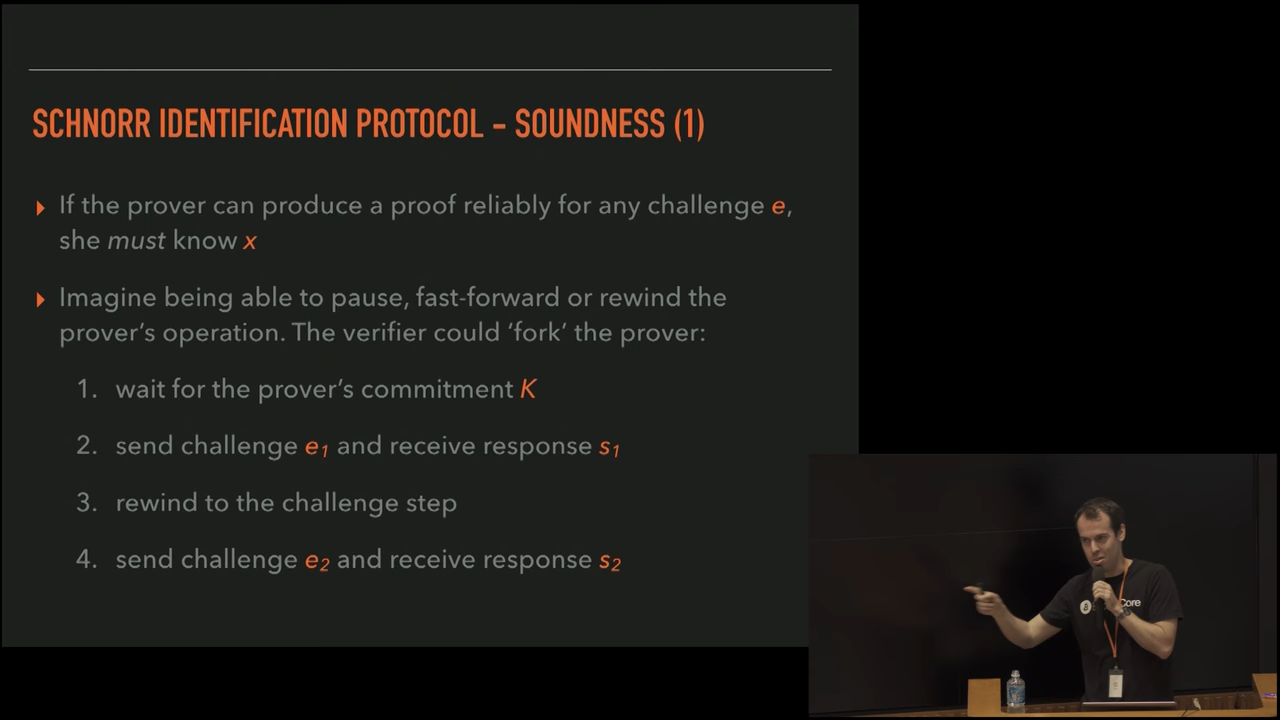 SCHNORR IDENTIFICATION PROTOCOL – SOUNDNESS (1)
If the prover can produce a proof reliably for any challenge e,
she must know x
Imagine being able to pause, fast-forward or rewind the
prover's operation. The verifier could ‘fork’ the prover:
1. wait for the prover's commitment K
2. send challenge e₁ and receive response s₁
3. rewind to the challenge step
4. send challenge e₂ and receive response s₂
Core